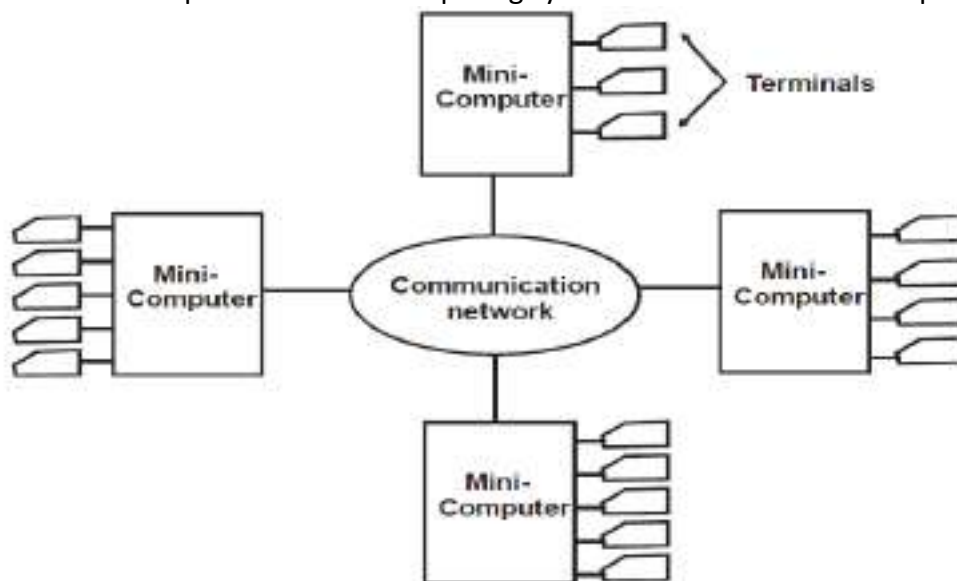 Mini-
Computer
Terminals
Mini-
Computer
Communication
network
Mini-
Computer
Mini-
Computer